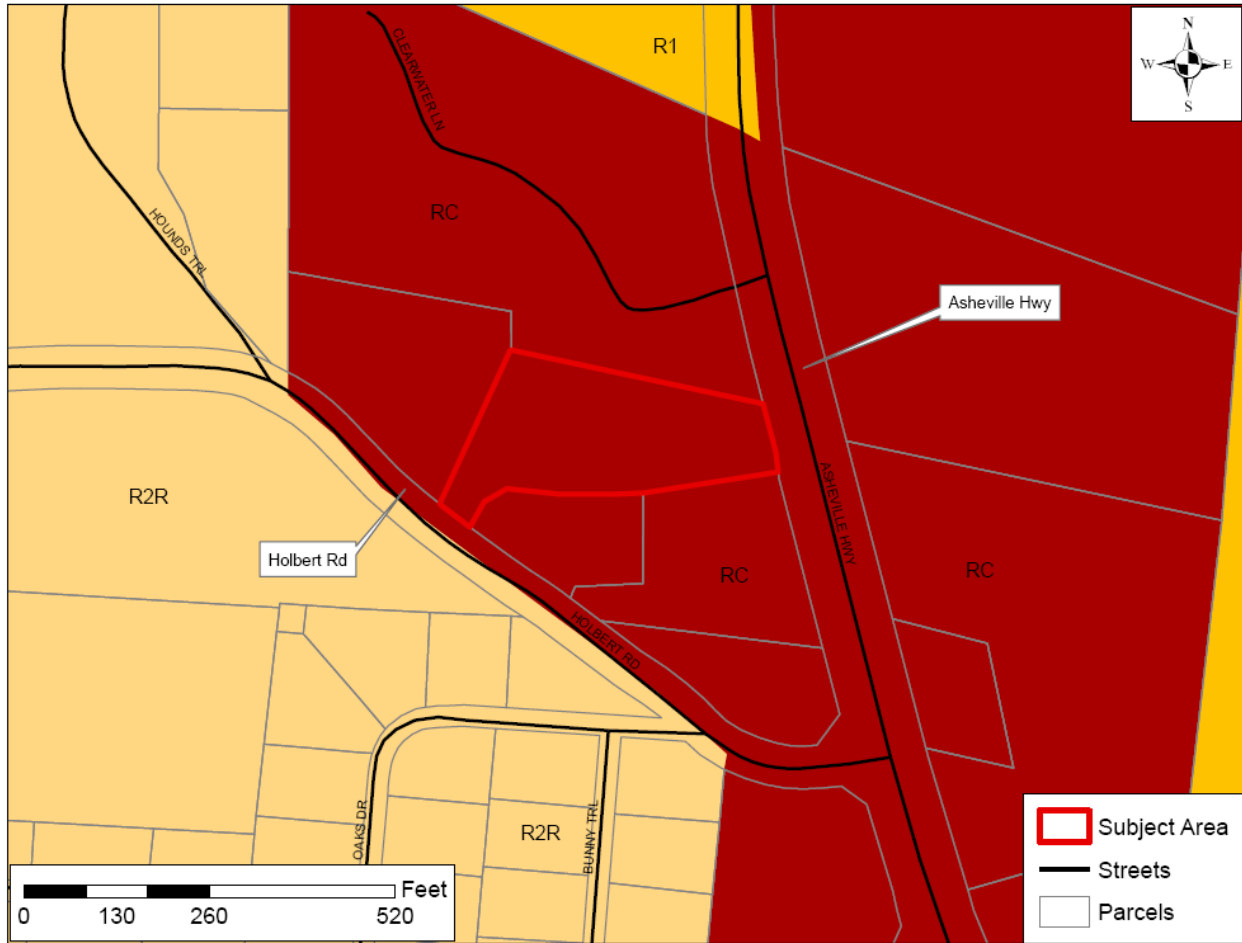 R1
N
W
E
S
CLEARWATER LN
RC
HOUNDS TRL
Asheville Hwy
ASHEVILLE HWY
R2R
Holbert Rd
RC
RC
HOLBERT RD
OAKS DR
R2R
BUNNY TRL
Subject Area
Streets
Parcels
Feet
0 130 260 520